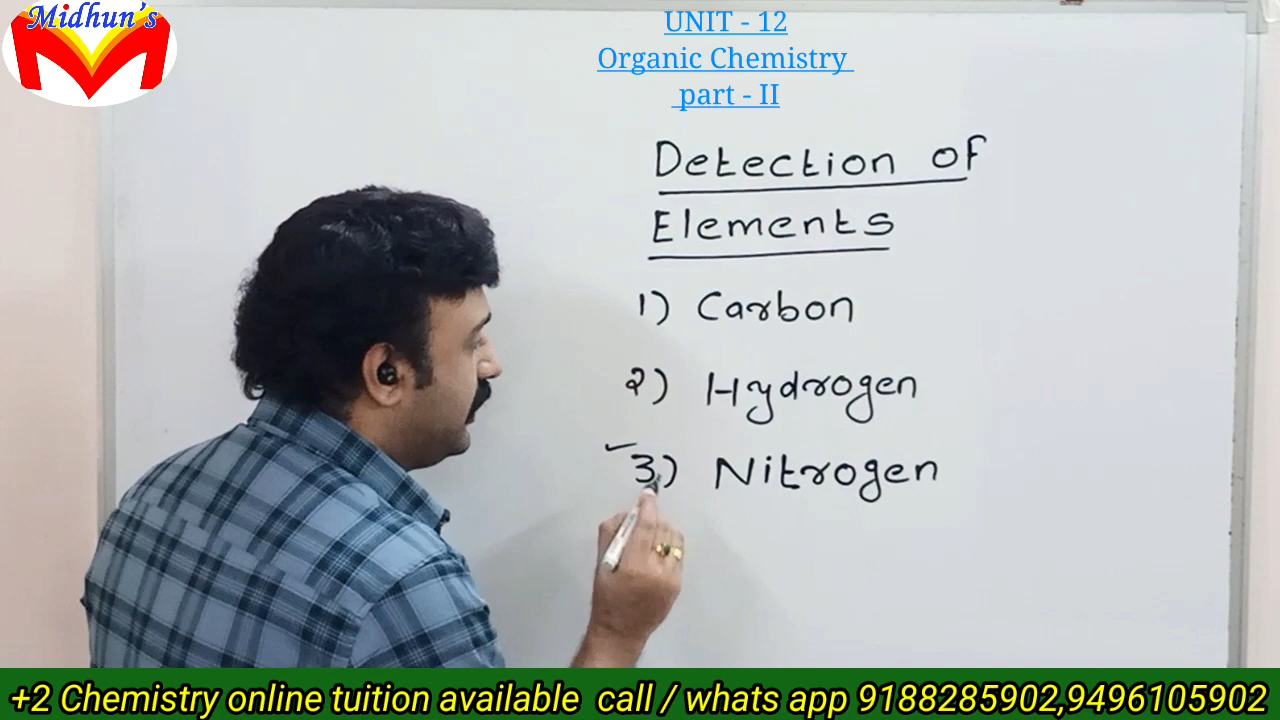 Midhun's
UNIT - 12
Organic Chemistry
part - II
Detection of
Elements
1) Carbon
2) Hydrogen
3) Nitrogen
+2 Chemistry online tuition available call / whats app 9188285902,9496105902